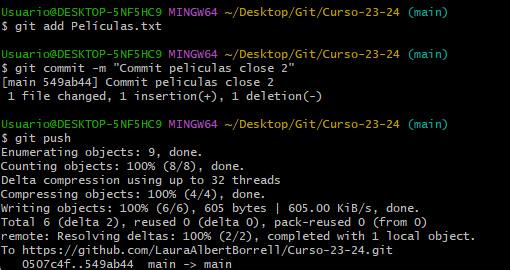 Usuario@DESKTOP-5NF5HC9 MINGW64 ~/Desktop/Git/Curso-23-24 (main)
$ git add Películas.txt
Usuario@DESKTOP-5NF5HC9 MINGW64 ~/Desktop/Git/Curso-23-24 (main)
$ git commit -m "Commit peliculas close 2"
[main 549ab44] Commit peliculas close 2
1 file changed, 1 insertion(+), 1 deletion(-)
Usuario@DESKTOP-5NF5HC9 MINGW64 ~/Desktop/Git/Curso-23-24 (main)
$ git push
Enumerating objects: 9, done.
Counting objects: 100% (8/8), done.
Delta compression using up to 32 threads
Compressing objects: 100% (4/4), done.
Writing objects: 100% (6/6), 605 bytes | 605.00 KiB/s, done.
Total 6 (delta 2), reused 0 (delta 0), pack-reused 0 (from 0)
remote: Resolving deltas: 100% (2/2), completed with 1 local object.
To https://github.com/LauraAlbertBorrell/Curso-23-24.git
0507c4f..549ab44  main -> main